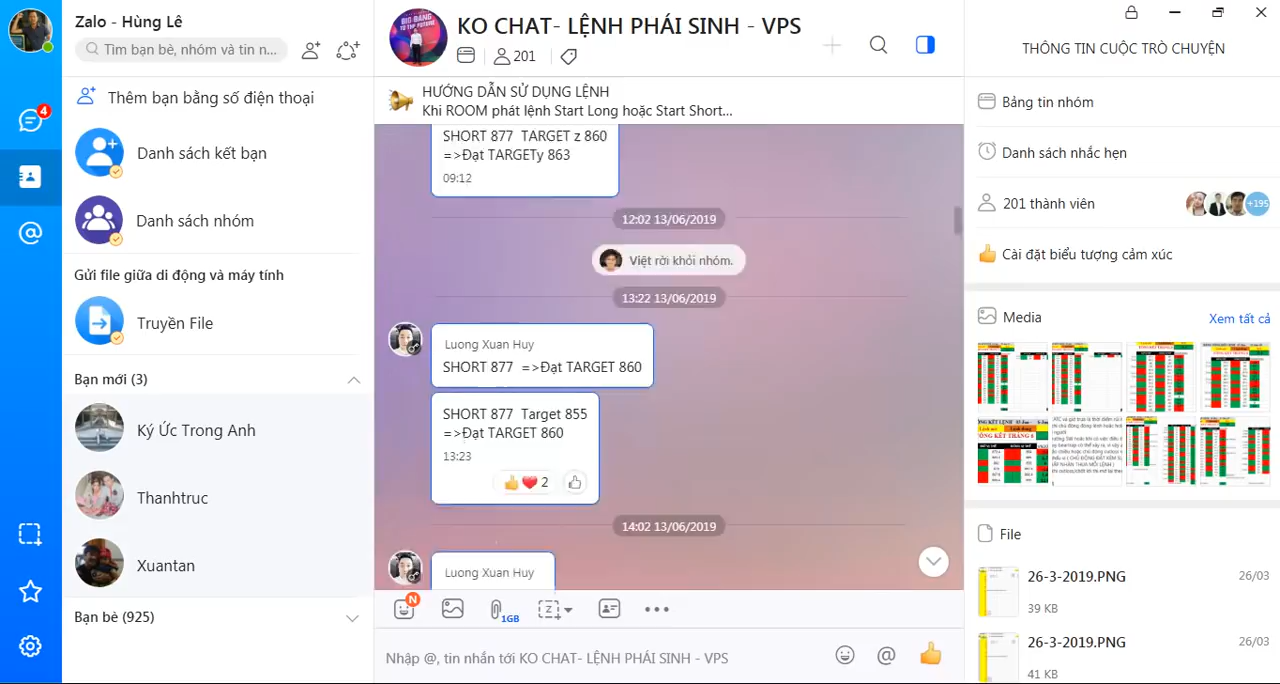 Zalo - Hùng Lê
Tìm bạn bè, nhóm và tin n...
4
Thêm bạn bằng số điện thoại
Danh sách kết bạn
Danh sách nhóm
Gửi file giữa di động và máy tính
Truyền File
Bạn mới (3)
Ký Ức Trong Anh
Thanhtruc
Xuantan
Bạn bè (925)
KO CHAT- LỆNH PHÁI SINH - VPS
201
HƯỚNG DẪN SỬ DỤNG LỆNH
Khi ROOM phát lệnh Start Long hoặc Start Short...
SHORT 877 TARGET z 860
=>Đạt TARGETy 863
09:12
12:02 13/06/2019
Việt rời khỏi nhóm.
13:22 13/06/2019
Luong Xuan Huy
SHORT 877 =>Đạt TARGET 860
SHORT 877 Target 855
=>Đạt TARGET 860
13:23
2
14:02 13/06/2019
Luong Xuan Huy
N
1GB
Nhập @, tin nhắn tới KO CHAT- LỆNH PHÁI SINH - VPS
THÔNG TIN CUỘC TRÒ CHUYỆN
Bảng tin nhóm
Danh sách nhắc hẹn
201 thành viên
+195
Cài đặt biểu tượng cảm xúc
Media
Xem tất cả
File
26-3-2019.PNG
26/03
39 KB
26-3-2019.PNG
26/03
41 KB